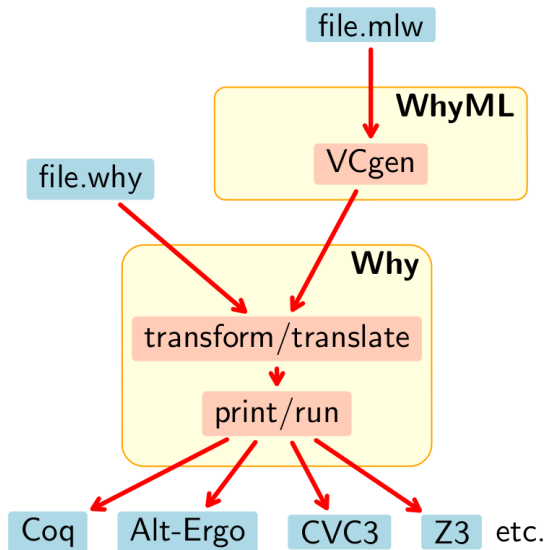 file.mlw
WhyML
VCgen
file.why
Why
transform/translate
print/run
Coq Alt-Ergo CVC3 Z3 etc.